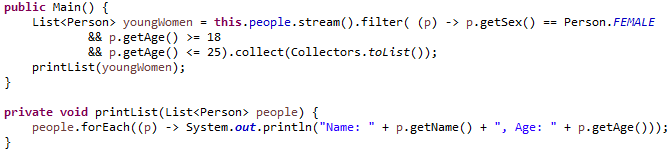 public Main() {
    List<Person> youngWomen = this.people.stream().filter( (p) -> p.getSex() == Person.FEMALE
            && p.getAge() >= 18
            && p.getAge() <= 25).collect(Collectors.toList());
    printList(youngWomen);
}

private void printList(List<Person> people) {
    people.forEach((p) -> System.out.println("Name: " + p.getName() + ", Age: " + p.getAge()));
}